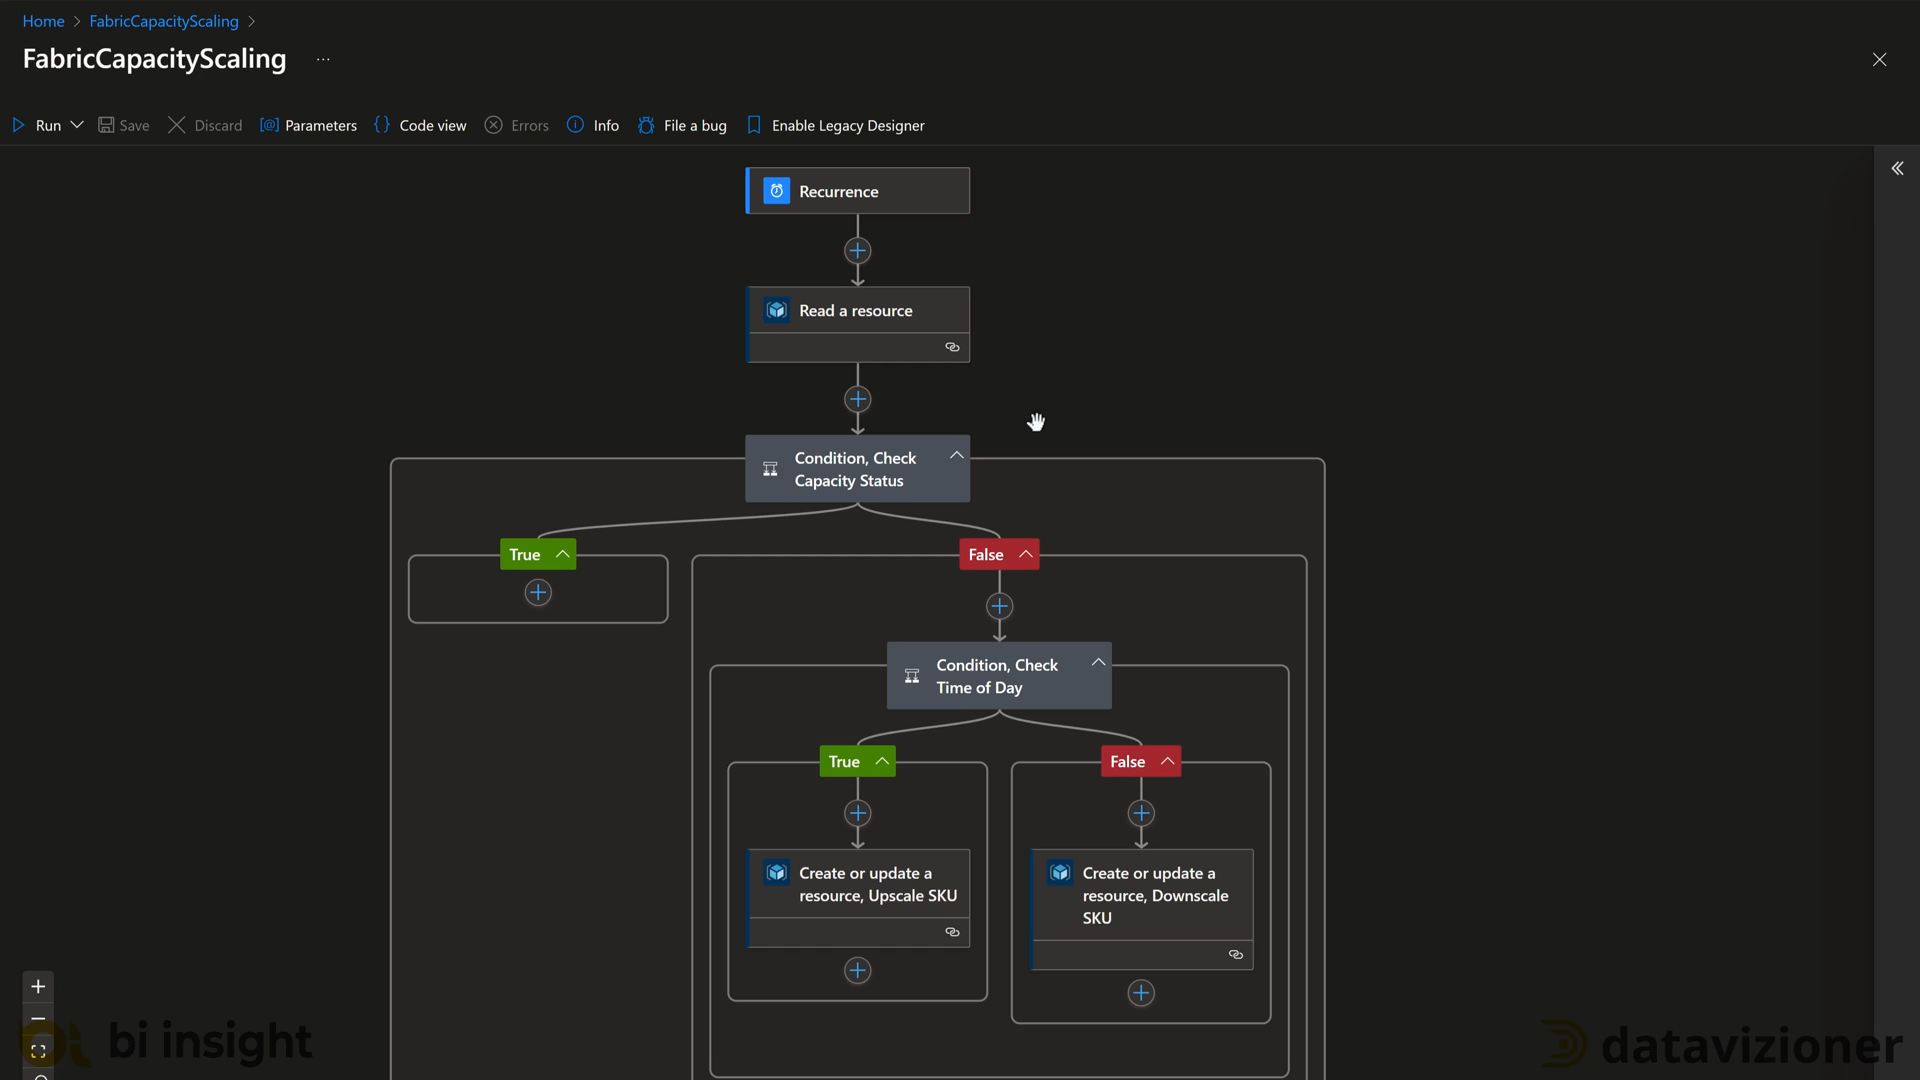 Home > FabricCapacityScaling >
FabricCapacityScaling ...
Run Save Discard Parameters Code view Errors Info File a bug Enable Legacy Designer
Recurrence
Read a resource
Condition, Check
Capacity Status
True
False
Condition, Check
Time of Day
True
False
Create or update a
resource, Upscale SKU
Create or update a
resource, Downscale
SKU
bi insight
datavizioner